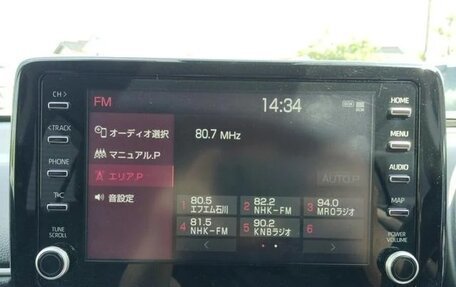 CH >
<TRACK
PHONE
TUNE
SCROLL
FM
14:34
オーディオ選択
80.7 MHz
マニュアル.P
エリア.P
AUTO.P
音設定
1 80.5
エフエム石川
2 82.2
NHK-FM
3 94.0
MROラジオ
4 81.5
NHK-FM
5 90.2
KNBラジオ
6
HOME
MENU
AUDIO
MAP
POWER
VOLUME